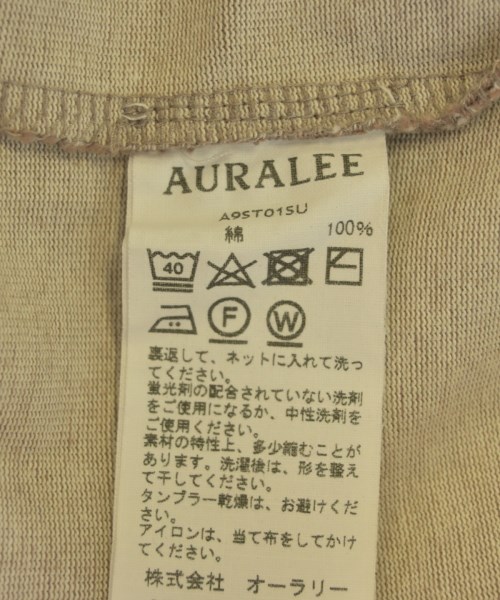 AURALEE
A9ST01SU
綿 100%
40
F W
裏返して、ネットに入れて洗っ
てください。
蛍光剤の配合されていない洗剤
をご使用になるか、中性洗剤を
ご使用ください。
素材の特性上、多少縮むことが
あります。洗濯後は、形を整え
て干してください。
タンブラー乾燥は、お避けくだ
さい。
アイロンは、当て布をしてかけ
てください。
株式会社 オーラリー